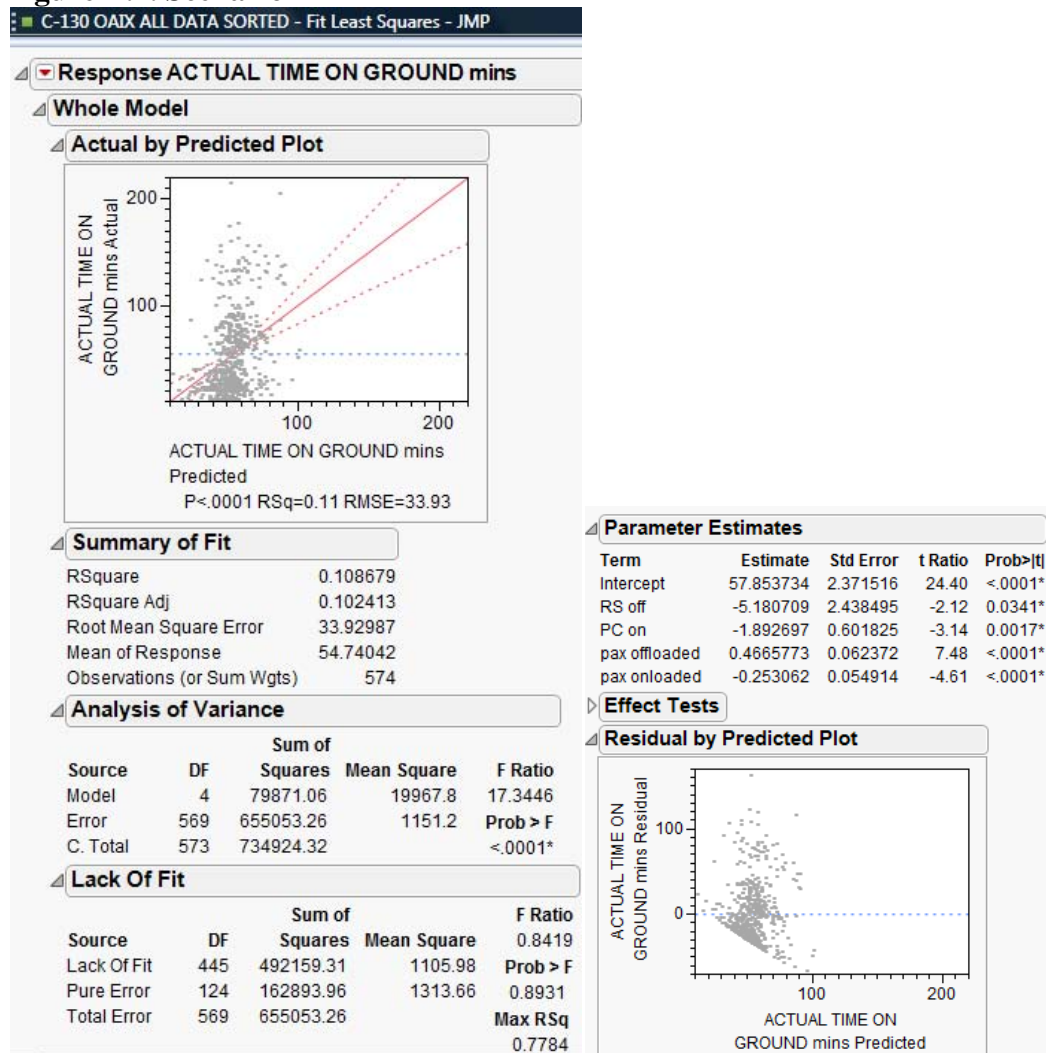 C-130 OAIX ALL DATA SORTED - Fit Least Squares - JMP
Response ACTUAL TIME ON GROUND mins
Whole Model
Actual by Predicted Plot
ACTUAL TIME ON
GROUND mins Actual
200
100
100 200
ACTUAL TIME ON GROUND mins
Predicted
P<.0001 RSq=0.11 RMSE=33.93
Summary of Fit
RSquare 0.108679
RSquare Adj 0.102413
Root Mean Square Error 33.92987
Mean of Response 54.74042
Observations (or Sum Wgts) 574
Analysis of Variance
Sum of
Source DF Squares Mean Square F Ratio
Model 4 79871.06 19967.8 17.3446
Error 569 655053.26 1151.2 Prob > F
C. Total 573 734924.32 <.0001*
Lack Of Fit
Sum of F Ratio
Source DF Squares Mean Square 0.8419
Lack Of Fit 445 492159.31 1105.98 Prob > F
Pure Error 124 162893.96 1313.66 0.8931
Total Error 569 655053.26 Max RSq
0.7784
Parameter Estimates
Term Estimate Std Error t Ratio Prob>|t|
Intercept 57.853734 2.371516 24.40 <.0001*
RS off -5.180709 2.438495 -2.12 0.0341*
PC on -1.892697 0.601825 -3.14 0.0017*
pax offloaded 0.4665773 0.062372 7.48 <.0001*
pax onloaded -0.253062 0.054914 -4.61 <.0001*
Effect Tests
Residual by Predicted Plot
ACTUAL TIME ON
GROUND mins Residual
100
0
100 200
ACTUAL TIME ON
GROUND mins Predicted